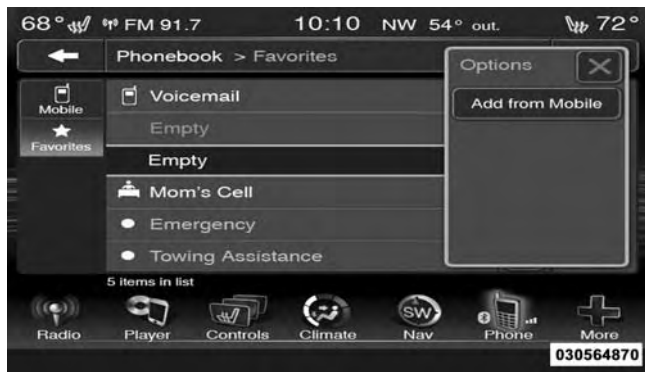 68° FM 91.7 10:10 NW 54° out. 72°
Phonebook > Favorites
Options
Mobile
Voicemail
Add from Mobile
Favorites
Empty
Empty
Mom's Cell
Emergency
Towing Assistance
5 items in list
SW
Radio Player Controls Climate Nav Phone More
030564870